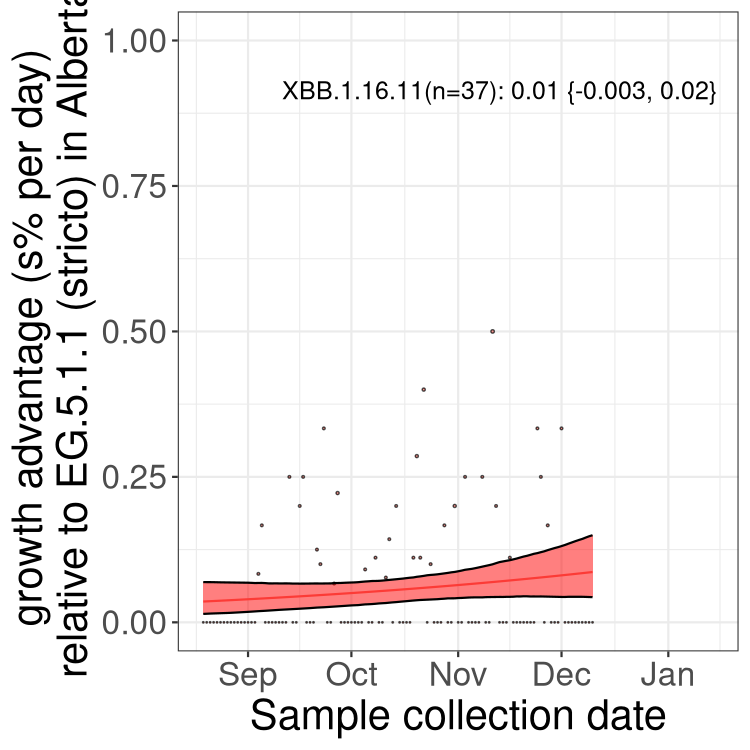 growth advantage (s% per day)
relative to EG.5.1.1 (stricto) in Alberta
1.00
0.75
0.50
0.25
0.00
XBB.1.16.11(n=37): 0.01 {-0.003, 0.02}
Sep Oct Nov Dec Jan
Sample collection date